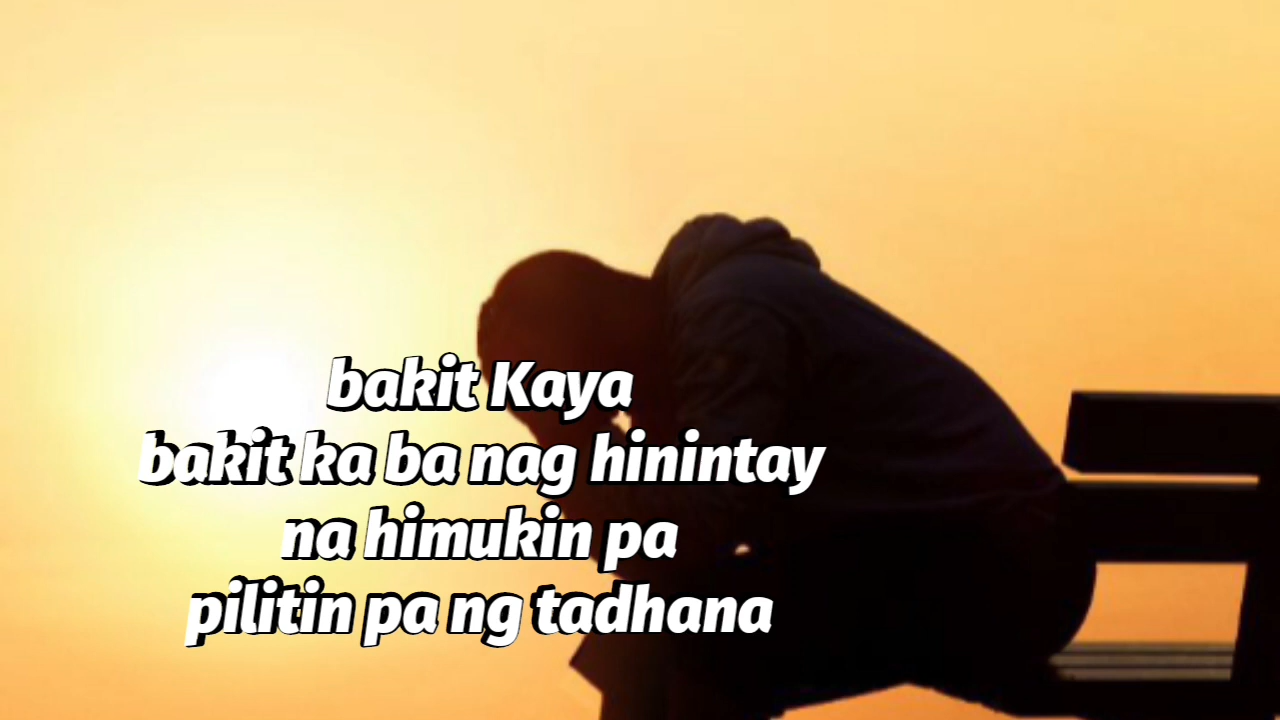 bakit Kaya
bakit ka ba nag hinintay
na himukin pa
pilitin pa ng tadhana